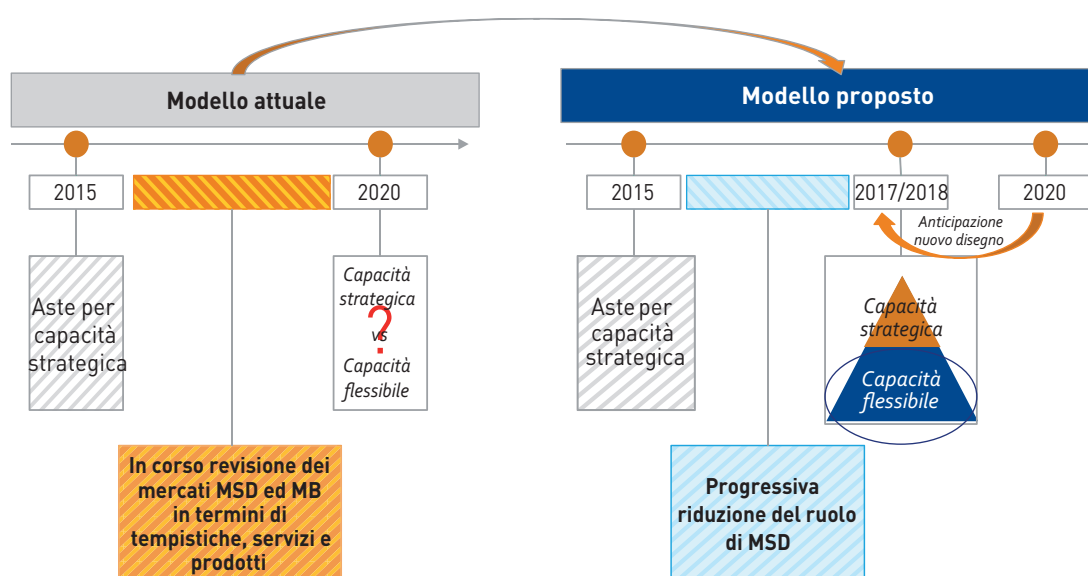 Modello attuale
2015
2020
Aste per
capacità
strategica
Capacità
strategica
vs
?
Capacità
flessibile
In corso revisione dei
mercati MSD ed MB
in termini di
tempistiche, servizi e
prodotti
Modello proposto
2015
2017/2018
2020
Anticipazione
nuovo disegno
Aste per
capacità
strategica
Capacità
strategica
Capacità
flessibile
Progressiva
riduzione del ruolo
di MSD